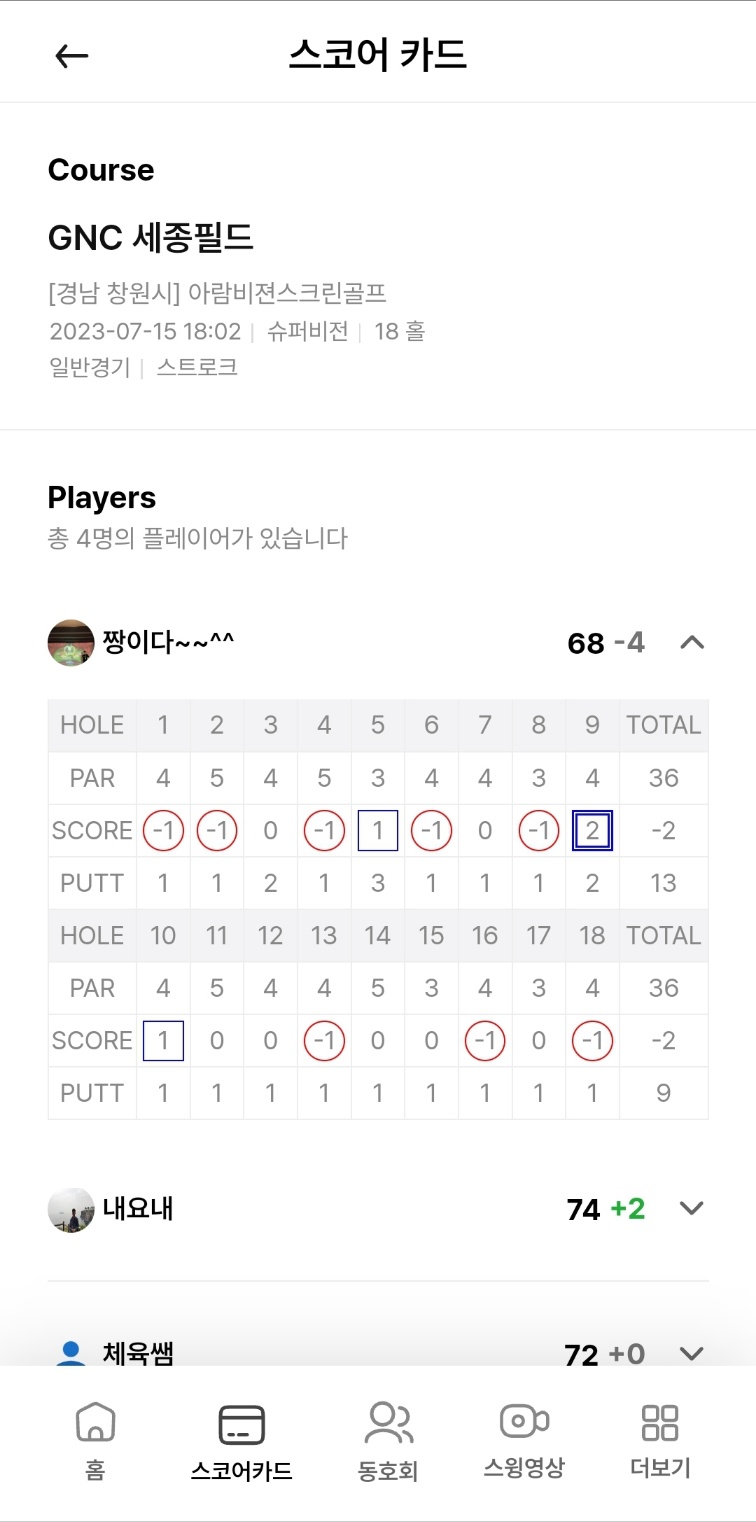 스코어 카드
Course
GNC 세종필드
[경남 창원시] 아람비젼스크린골프
2023-07-15 18:02 | 슈퍼비전 | 18 홀
일반경기 | 스트로크
Players
총 4명의 플레이어가 있습니다
짱이다~~^^ 68 -4
HOLE 1 2 3 4 5 6 7 8 9 TOTAL
PAR 4 5 4 5 3 4 4 3 4 36
SCORE -1 -1 0 -1 1 -1 0 -1 2 -2
PUTT 1 1 2 1 3 1 1 1 2 13
HOLE 10 11 12 13 14 15 16 17 18 TOTAL
PAR 4 5 4 4 5 3 4 3 4 36
SCORE 1 0 0 -1 0 0 -1 0 -1 -2
PUTT 1 1 1 1 1 1 1 1 1 9
내요내 74 +2
체육쌤 72 +0
홈 스코어카드 동호회 스윙영상 더보기